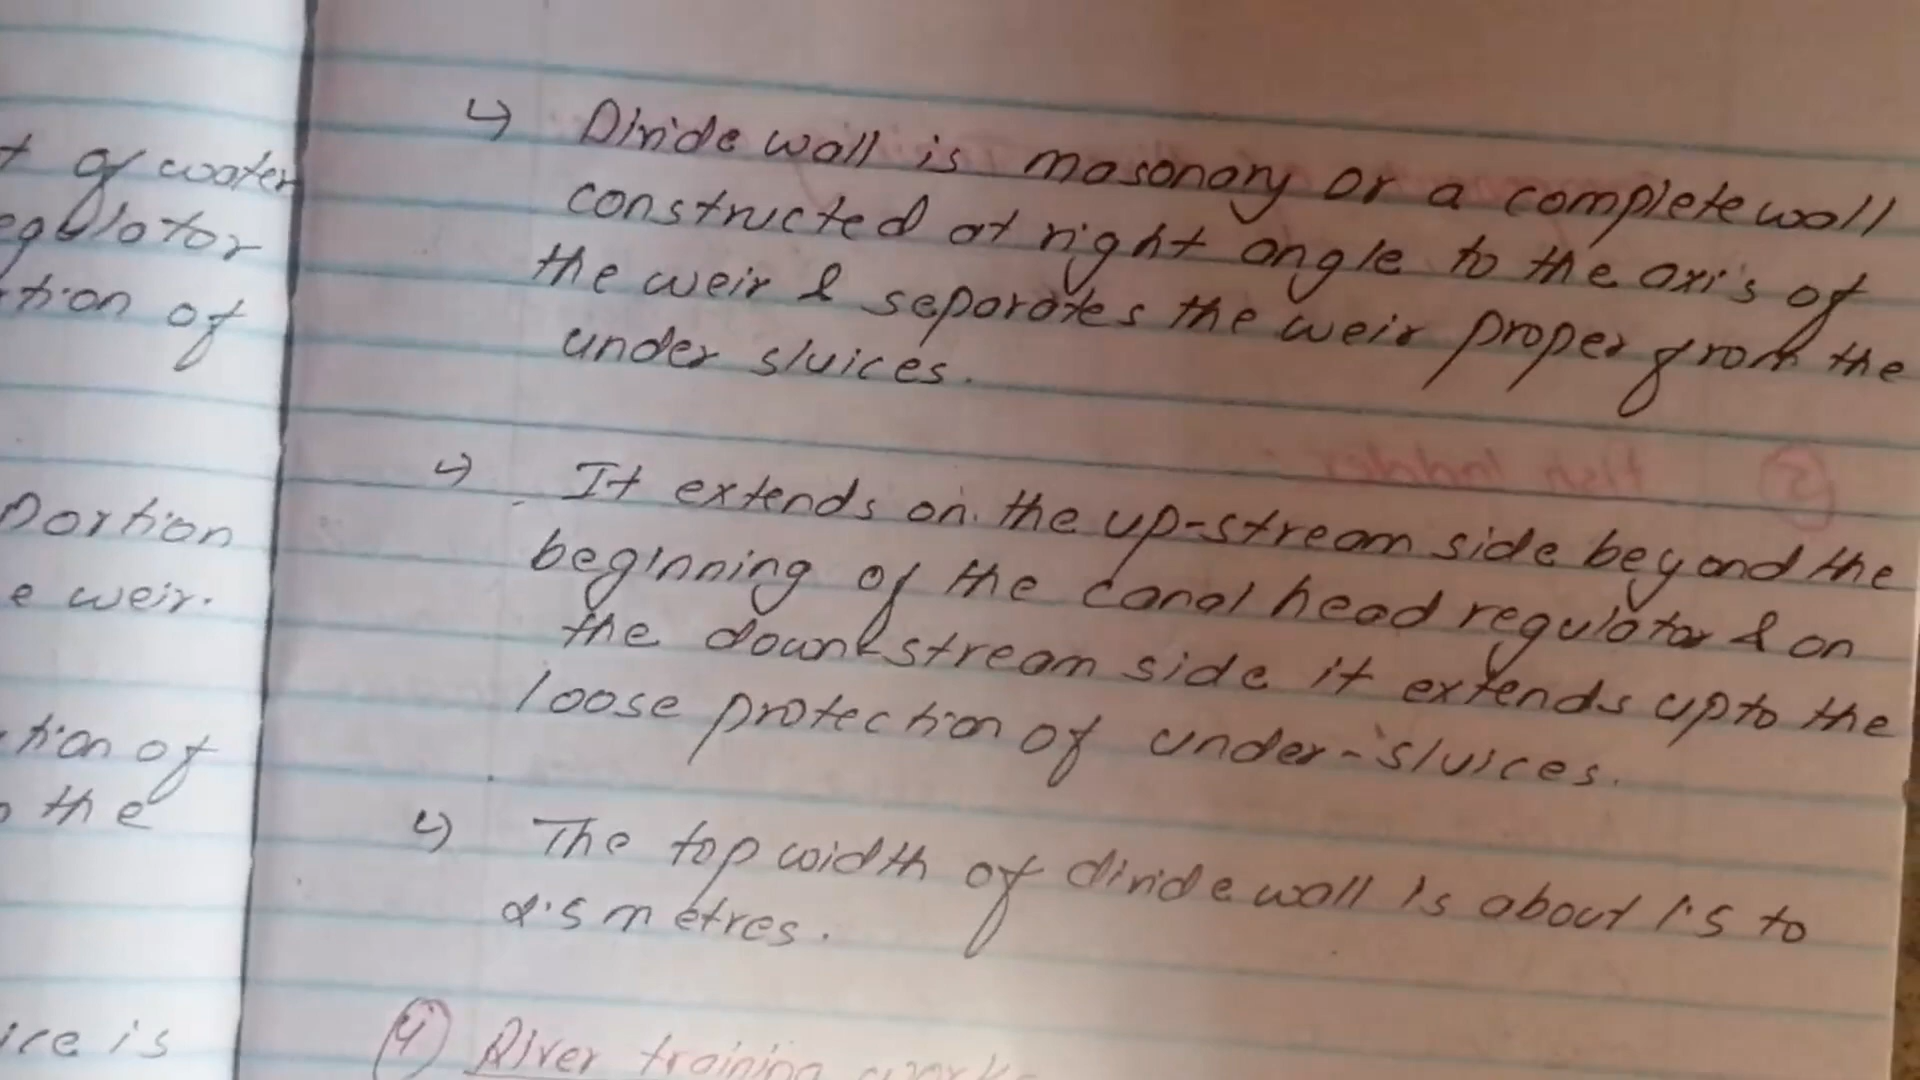 t of water
egulator
tion of
portion
e weir.
tion of
the
ice is
↳ Divide wall is masonary or a complete wall
constructed at right angle to the axis of
the weir & separates the weir proper from the
under sluices.
↳ It extends on the up-stream side beyond the
beginning of the canal head regulator & on
the down-stream side it extends upto the
loose protection of under-sluices.
↳ The top width of divide wall is about 1.5 to
2.5 metres.
(4) River training works